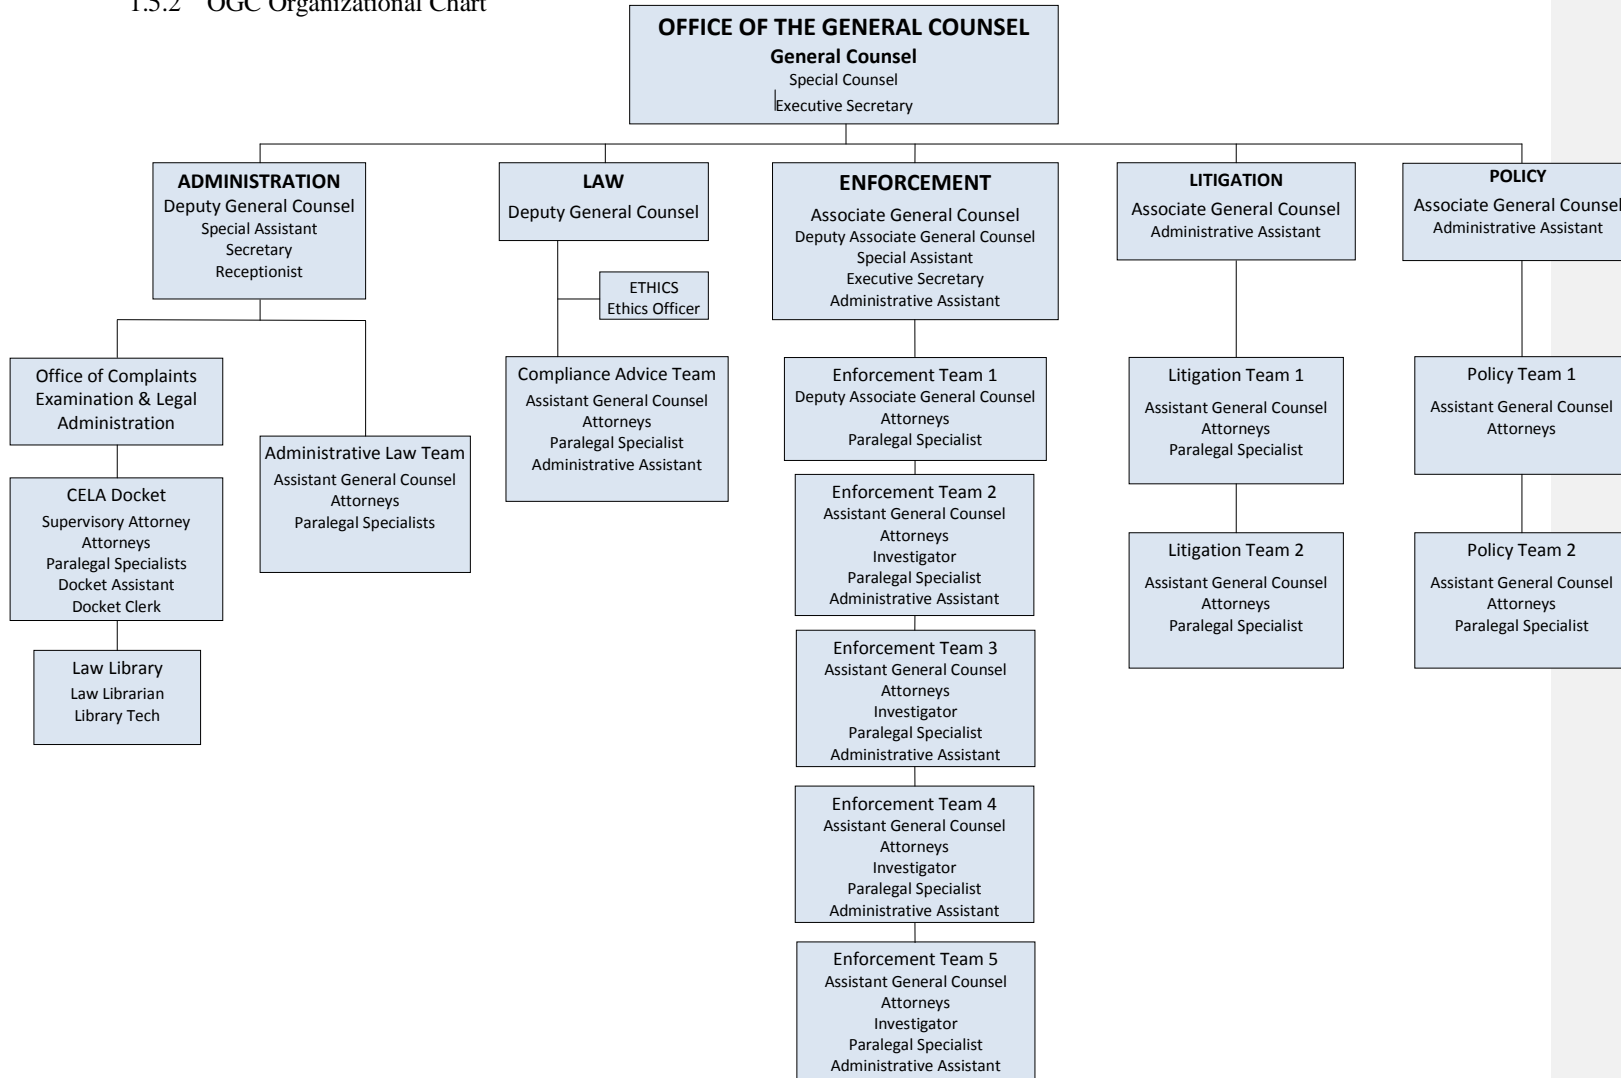 1.5.2 OGC Organizational Chart
OFFICE OF THE GENERAL COUNSEL
General Counsel
Special Counsel
Executive Secretary
ADMINISTRATION
Deputy General Counsel
Special Assistant
Secretary
Receptionist
LAW
Deputy General Counsel
ENFORCEMENT
Associate General Counsel
Deputy Associate General Counsel
Special Assistant
Executive Secretary
Administrative Assistant
LITIGATION
Associate General Counsel
Administrative Assistant
POLICY
Associate General Counsel
Administrative Assistant
ETHICS
Ethics Officer
Office of Complaints
Examination & Legal
Administration
Administrative Law Team
Assistant General Counsel
Attorneys
Paralegal Specialists
CELA Docket
Supervisory Attorney
Attorneys
Paralegal Specialists
Docket Assistant
Docket Clerk
Law Library
Law Librarian
Library Tech
Compliance Advice Team
Assistant General Counsel
Attorneys
Paralegal Specialist
Administrative Assistant
Enforcement Team 1
Deputy Associate General Counsel
Attorneys
Paralegal Specialist
Enforcement Team 2
Assistant General Counsel
Attorneys
Investigator
Paralegal Specialist
Administrative Assistant
Enforcement Team 3
Assistant General Counsel
Attorneys
Investigator
Paralegal Specialist
Administrative Assistant
Enforcement Team 4
Assistant General Counsel
Attorneys
Investigator
Paralegal Specialist
Administrative Assistant
Enforcement Team 5
Assistant General Counsel
Attorneys
Investigator
Paralegal Specialist
Administrative Assistant
Litigation Team 1
Assistant General Counsel
Attorneys
Paralegal Specialist
Litigation Team 2
Assistant General Counsel
Attorneys
Paralegal Specialist
Policy Team 1
Assistant General Counsel
Attorneys
Policy Team 2
Assistant General Counsel
Attorneys
Paralegal Specialist